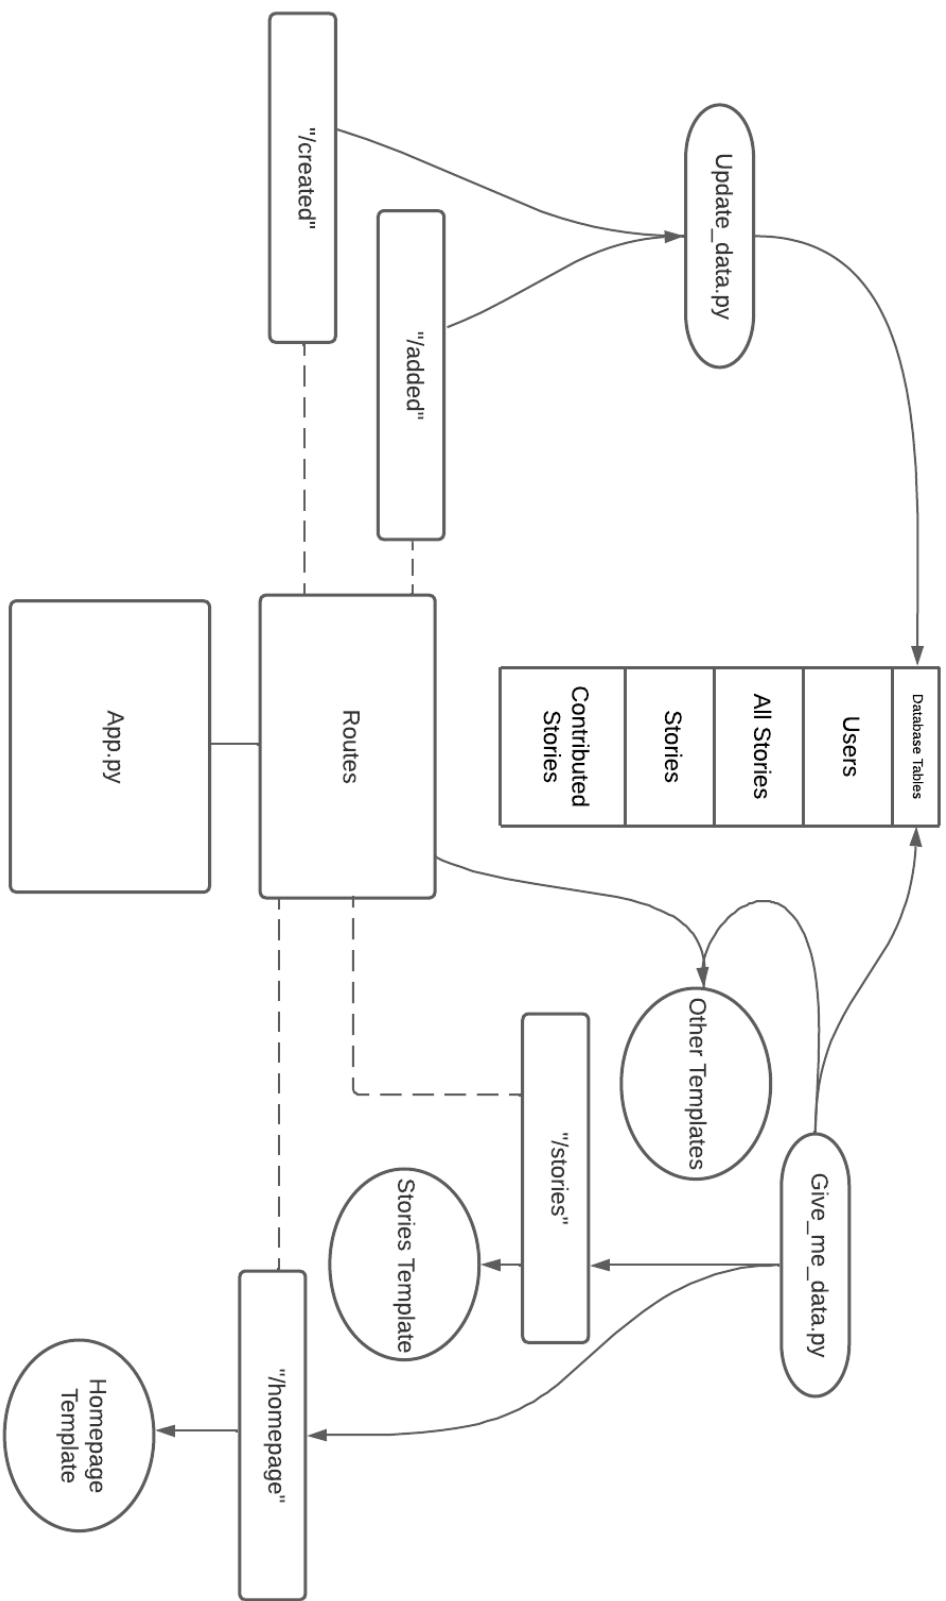 Database Tables
Users
All Stories
Stories
Contributed
Stories
Update_data.py
Give_me_data.py
Other Templates
"/created"
"/added"
Routes
"/stories"
Stories Template
"/homepage"
App.py
Homepage
Template